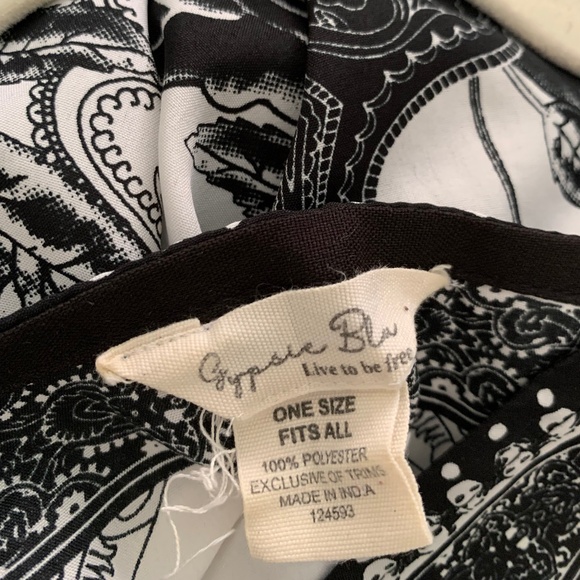 Gypsie Blu
Live to be free
ONE SIZE
FITS ALL
100% POLYESTER
EXCLUSIVE OF TRIMS
MADE IN INDIA
124593